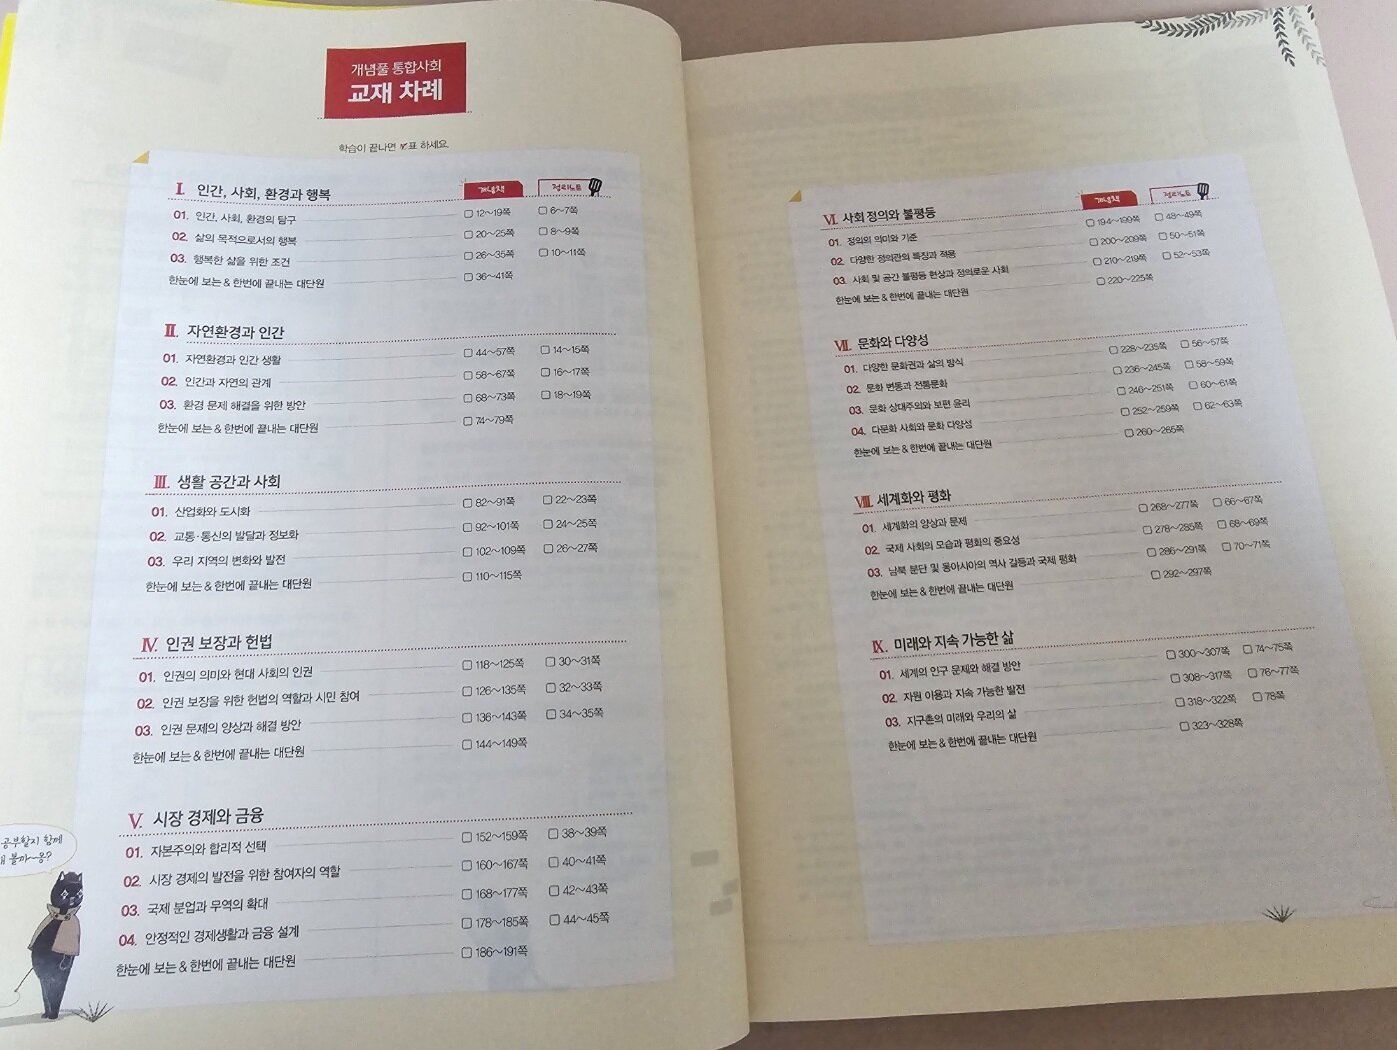 개념풀 통합사회
교재 차례
학습이 끝나면 ✔표 하세요.
Ⅰ. 인간, 사회, 환경과 행복 개념책 정리노트
01. 인간, 사회, 환경의 탐구 12~19쪽 6~7쪽
02. 삶의 목적으로서의 행복 20~25쪽 8~9쪽
03. 행복한 삶을 위한 조건 26~35쪽 10~11쪽
한눈에 보는 & 한번에 끝내는 대단원 36~41쪽
Ⅱ. 자연환경과 인간
01. 자연환경과 인간 생활 44~57쪽 14~15쪽
02. 인간과 자연의 관계 58~67쪽 16~17쪽
03. 환경 문제 해결을 위한 방안 68~73쪽 18~19쪽
한눈에 보는 & 한번에 끝내는 대단원 74~79쪽
Ⅲ. 생활 공간과 사회
01. 산업화와 도시화 82~91쪽 22~23쪽
02. 교통·통신의 발달과 정보화 92~101쪽 24~25쪽
03. 우리 지역의 변화와 발전 102~109쪽 26~27쪽
한눈에 보는 & 한번에 끝내는 대단원 110~115쪽
Ⅳ. 인권 보장과 헌법
01. 인권의 의미와 현대 사회의 인권 118~125쪽 30~31쪽
02. 인권 보장을 위한 헌법의 역할과 시민 참여 126~135쪽 32~33쪽
03. 인권 문제의 양상과 해결 방안 136~143쪽 34~35쪽
한눈에 보는 & 한번에 끝내는 대단원 144~149쪽
Ⅴ. 시장 경제와 금융
01. 자본주의와 합리적 선택 152~159쪽 38~39쪽
02. 시장 경제의 발전을 위한 참여자의 역할 160~167쪽 40~41쪽
03. 국제 분업과 무역의 확대 168~177쪽 42~43쪽
04. 안정적인 경제생활과 금융 설계 178~185쪽 44~45쪽
한눈에 보는 & 한번에 끝내는 대단원 186~191쪽
공부할지 함께
볼까~옹?
Ⅵ. 사회 정의와 불평등 개념책 정리노트
01. 정의의 의미와 기준 194~199쪽 48~49쪽
02. 다양한 정의관의 특징과 적용 200~209쪽 50~51쪽
03. 사회 및 공간 불평등 현상과 정의로운 사회 210~219쪽 52~53쪽
한눈에 보는 & 한번에 끝내는 대단원 220~225쪽
Ⅶ. 문화와 다양성
01. 다양한 문화권과 삶의 방식 228~235쪽 56~57쪽
02. 문화 변동과 전통문화 236~245쪽 58~59쪽
03. 문화 상대주의와 보편 윤리 246~251쪽 60~61쪽
04. 다문화 사회와 문화 다양성 252~259쪽 62~63쪽
한눈에 보는 & 한번에 끝내는 대단원 260~265쪽
Ⅷ. 세계화와 평화
01. 세계화의 양상과 문제 268~277쪽 66~67쪽
02. 국제 사회의 모습과 평화의 중요성 278~285쪽 68~69쪽
03. 남북 분단 및 동아시아의 역사 갈등과 국제 평화 286~291쪽 70~71쪽
한눈에 보는 & 한번에 끝내는 대단원 292~297쪽
Ⅸ. 미래와 지속 가능한 삶
01. 세계의 인구 문제와 해결 방안 300~307쪽 74~75쪽
02. 자원 이용과 지속 가능한 발전 308~317쪽 76~77쪽
03. 지구촌의 미래와 우리의 삶 318~322쪽 78쪽
한눈에 보는 & 한번에 끝내는 대단원 323~328쪽